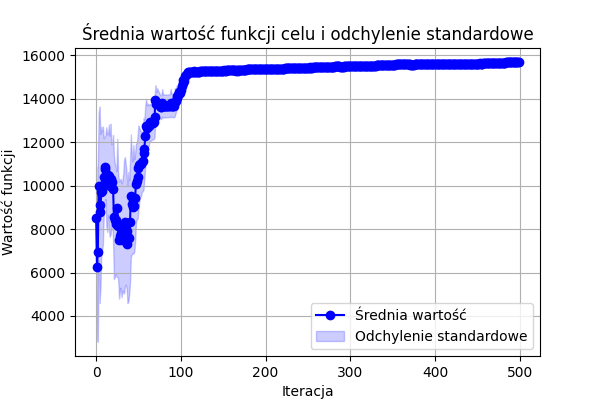 Średnia wartość funkcji celu i odchylenie standardowe
Wartość funkcji
16000
14000
12000
10000
8000
6000
4000
0 100 200 300 400 500
Iteracja
Średnia wartość
Odchylenie standardowe